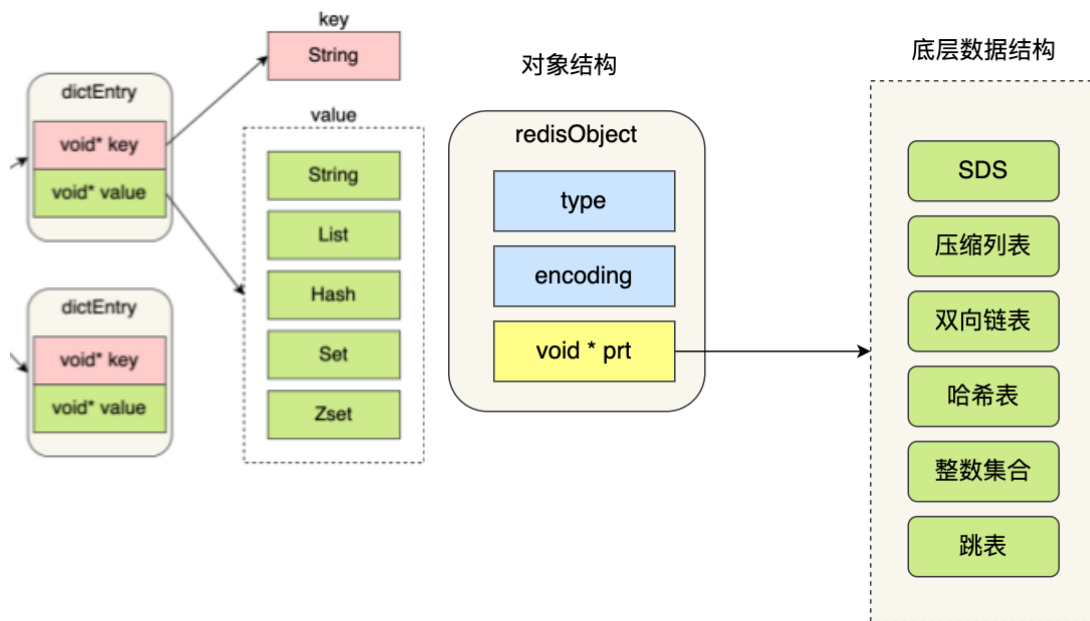 key
String
dictEntry
void* key
void* value
value
String
List
Hash
Set
Zset
dictEntry
void* key
void* value
对象结构
redisObject
type
encoding
void * prt
底层数据结构
SDS
压缩列表
双向链表
哈希表
整数集合
跳表